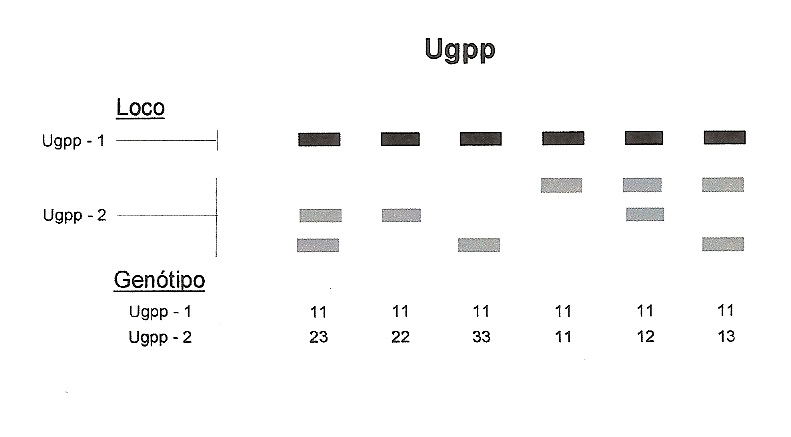 Ugpp
Loco
Ugpp - 1
Ugpp - 2
Genótipo
Ugpp - 1 11 11 11 11 11 11
Ugpp - 2 23 22 33 11 12 13